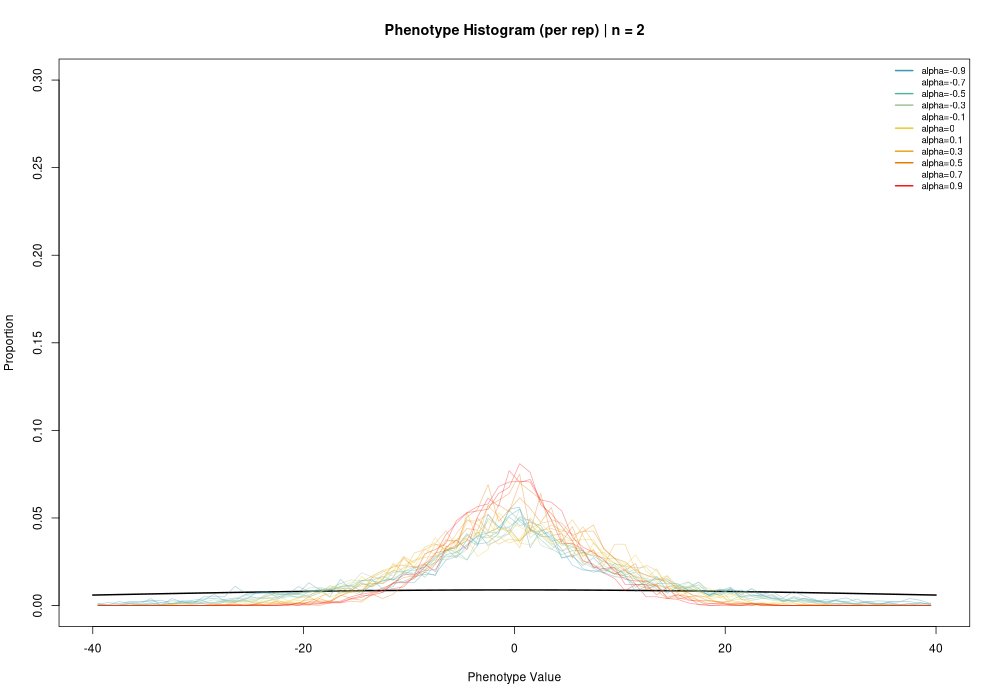 Phenotype Histogram (per rep) | n = 2
alpha=-0.9
alpha=-0.7
alpha=-0.5
alpha=-0.3
alpha=-0.1
alpha=0
alpha=0.1
alpha=0.3
alpha=0.5
alpha=0.7
alpha=0.9
Proportion
0.30
0.25
0.20
0.15
0.10
0.05
0.00
-40
-20
0
20
40
Phenotype Value